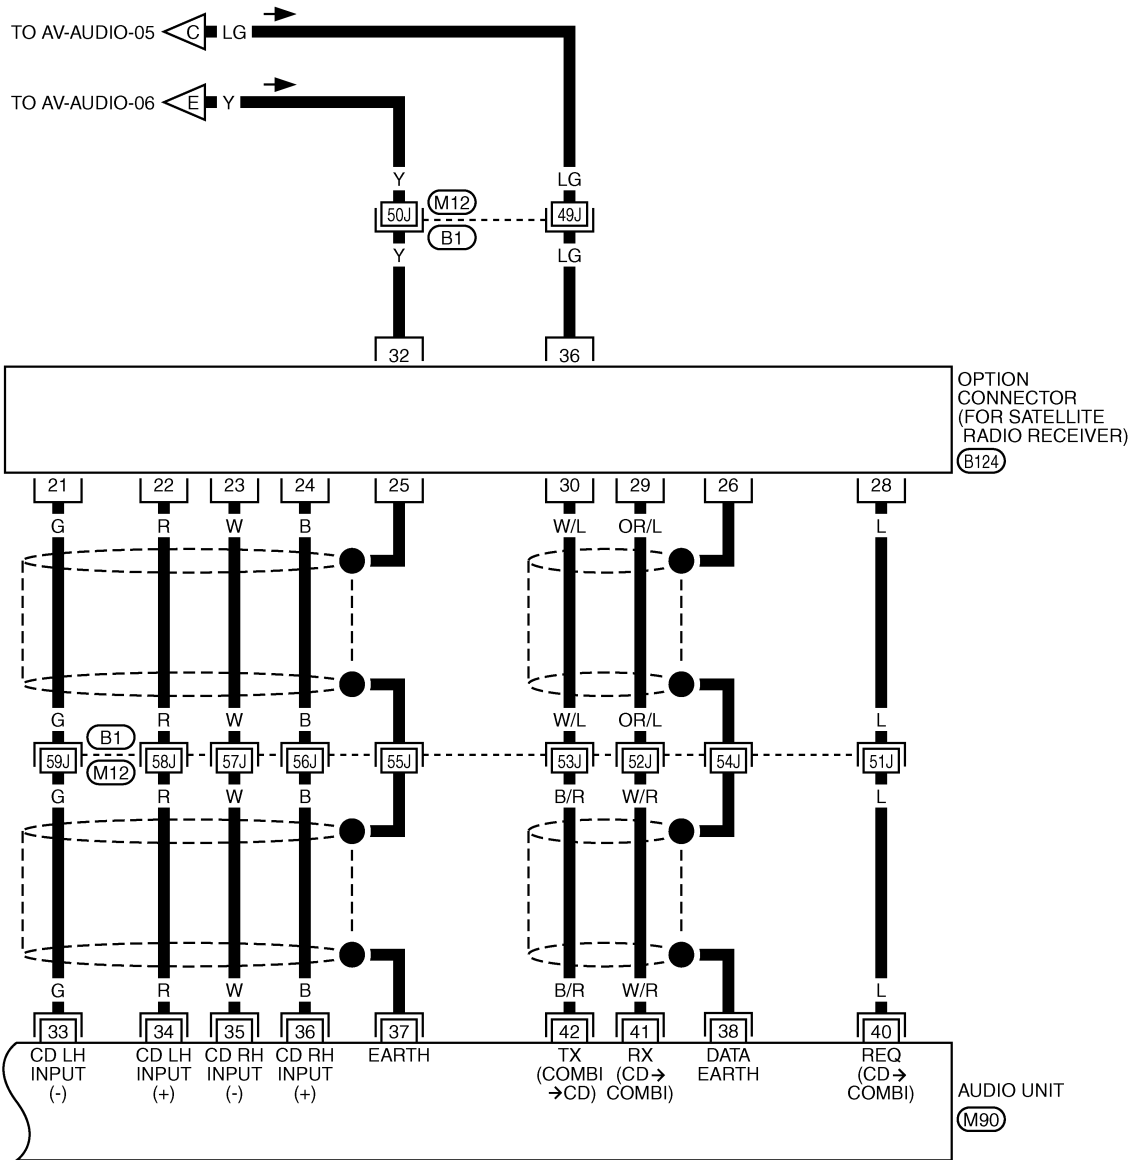 TO AV-AUDIO-05 C LG
TO AV-AUDIO-06 E Y
Y LG
50J M12 49J
B1
Y LG
32 36
OPTION
CONNECTOR
(FOR SATELLITE
RADIO RECEIVER)
B124
21 22 23 24 25 30 29 26 28
G R W B W/L OR/L L
G R W B W/L OR/L L
B1
59J 58J 57J 56J 55J 53J 52J 54J 51J
M12
G R W B B/R W/R L
G R W B B/R W/R L
33 34 35 36 37 42 41 38 40
CD LH CD LH CD RH CD RH EARTH TX RX DATA REQ
INPUT INPUT INPUT INPUT (COMBI (CD→ EARTH (CD→
(-) (+) (-) (+) →CD) COMBI) COMBI)
AUDIO UNIT
M90